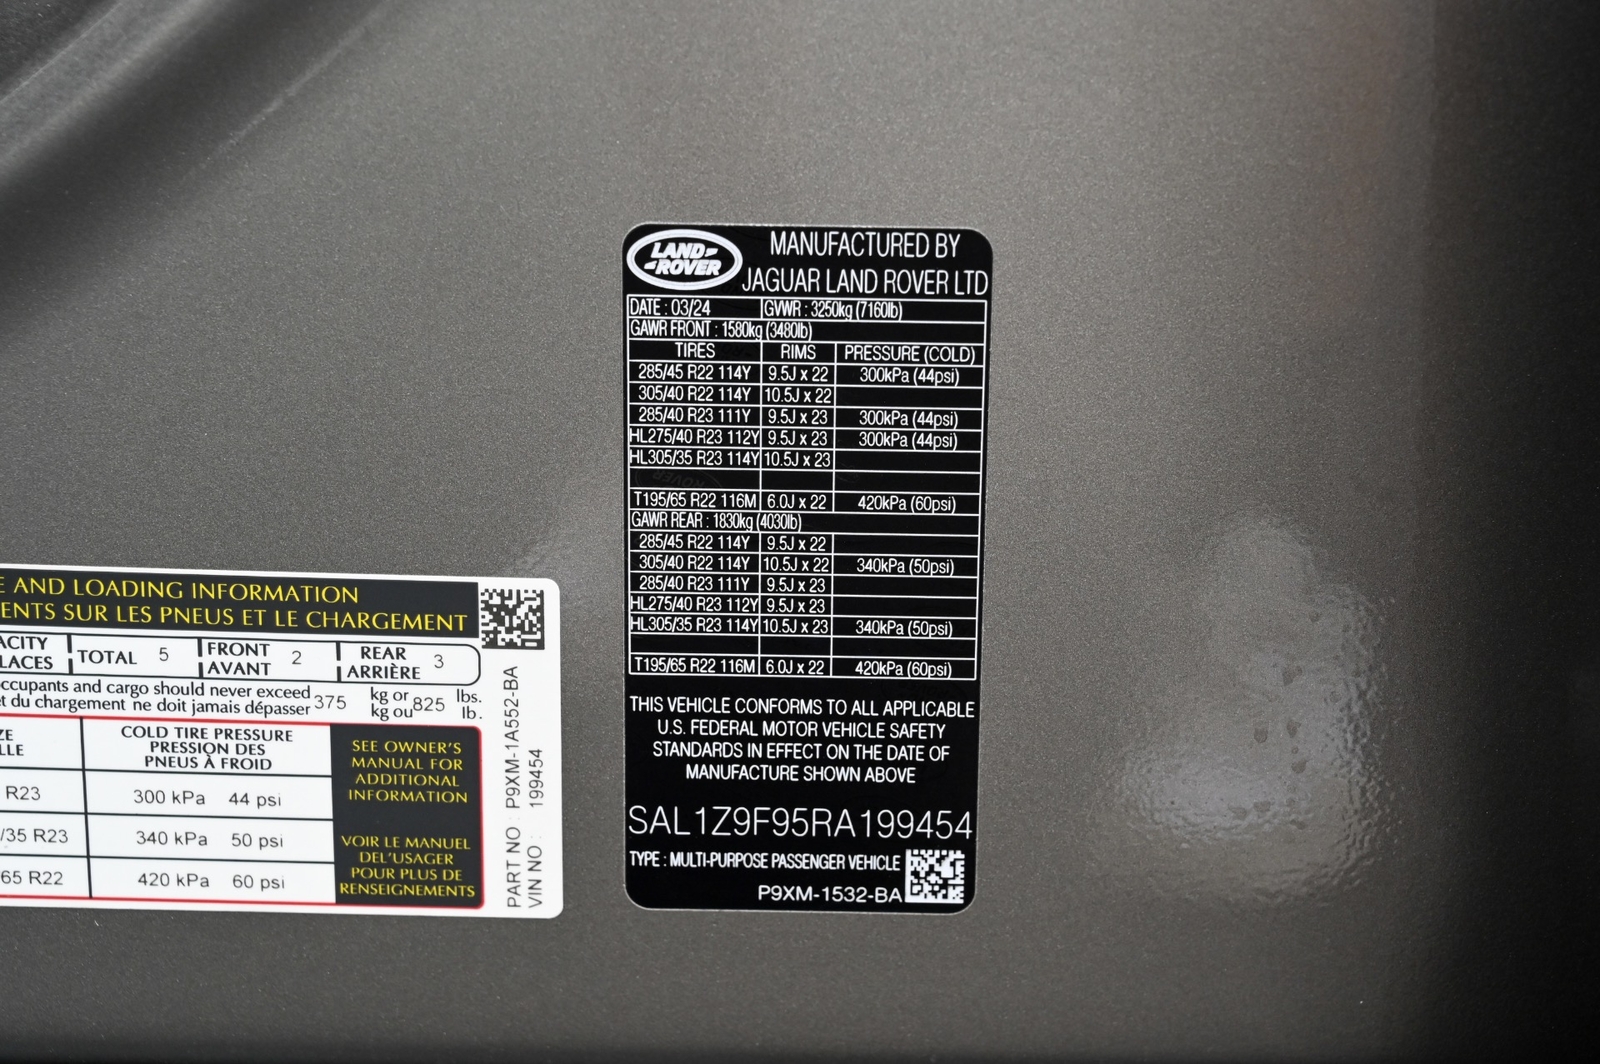 E AND LOADING INFORMATION
ENTS SUR LES PNEUS ET LE CHARGEMENT
ACITY TOTAL 5 FRONT 2 REAR 3
LACES AVANT ARRIÈRE
ccupants and cargo should never exceed 375 kg or 825 lbs.
et du chargement ne doit jamais dépasser kg ou lb.
ZE COLD TIRE PRESSURE
LLE PRESSION DES
PNEUS À FROID
R23 300 kPa 44 psi
/35 R23 340 kPa 50 psi
65 R22 420 kPa 60 psi
SEE OWNER'S
MANUAL FOR
ADDITIONAL
INFORMATION
VOIR LE MANUEL
DEL'USAGER
POUR PLUS DE
RENSEIGNEMENTS
PART NO : P9XM-1A552-BA
VIN NO : 199454
LAND ROVER
MANUFACTURED BY
JAGUAR LAND ROVER LTD
DATE : 03/24 GVWR : 3250kg (7160lb)
GAWR FRONT : 1580kg (3480lb)
TIRES RIMS PRESSURE (COLD)
285/45 R22 114Y 9.5J x 22 300kPa (44psi)
305/40 R22 114Y 10.5J x 22
285/40 R23 111Y 9.5J x 23 300kPa (44psi)
HL275/40 R23 112Y 9.5J x 23 300kPa (44psi)
HL305/35 R23 114Y 10.5J x 23
T195/65 R22 116M 6.0J x 22 420kPa (60psi)
GAWR REAR : 1830kg (4030lb)
285/45 R22 114Y 9.5J x 22
305/40 R22 114Y 10.5J x 22 340kPa (50psi)
285/40 R23 111Y 9.5J x 23
HL275/40 R23 112Y 9.5J x 23
HL305/35 R23 114Y 10.5J x 23 340kPa (50psi)
T195/65 R22 116M 6.0J x 22 420kPa (60psi)
THIS VEHICLE CONFORMS TO ALL APPLICABLE
U.S. FEDERAL MOTOR VEHICLE SAFETY
STANDARDS IN EFFECT ON THE DATE OF
MANUFACTURE SHOWN ABOVE
SAL1Z9F95RA199454
TYPE : MULTI-PURPOSE PASSENGER VEHICLE
P9XM-1532-BA